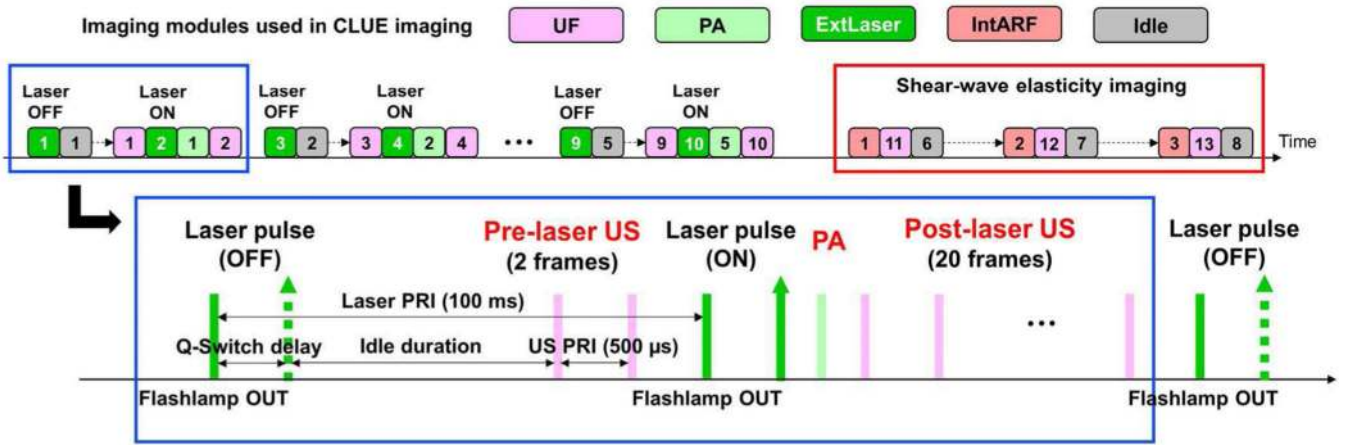 Imaging modules used in CLUE imaging UF PA ExtLaser IntARF Idle
Shear-wave elasticity imaging
Laser OFF
Laser ON
Laser OFF
Laser ON
Laser OFF
Laser ON
1 1 1 2 1 2 3 2 3 4 2 4 ••• 9 5 9 10 5 10 1 11 6 2 12 7 3 13 8 Time
Laser pulse (OFF)
Pre-laser US (2 frames)
Laser pulse (ON)
PA
Post-laser US (20 frames)
Laser pulse (OFF)
Laser PRI (100 ms)
•••
Q-Switch delay Idle duration US PRI (500 µs)
Flashlamp OUT Flashlamp OUT Flashlamp OUT